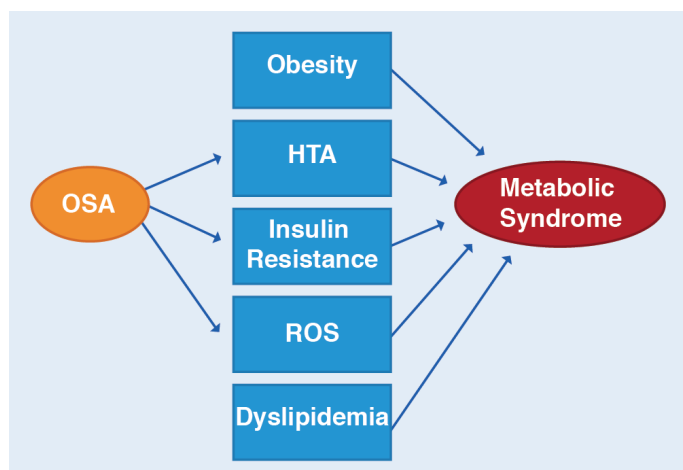 OSA
Obesity
HTA
Insulin
Resistance
ROS
Dyslipidemia
Metabolic
Syndrome